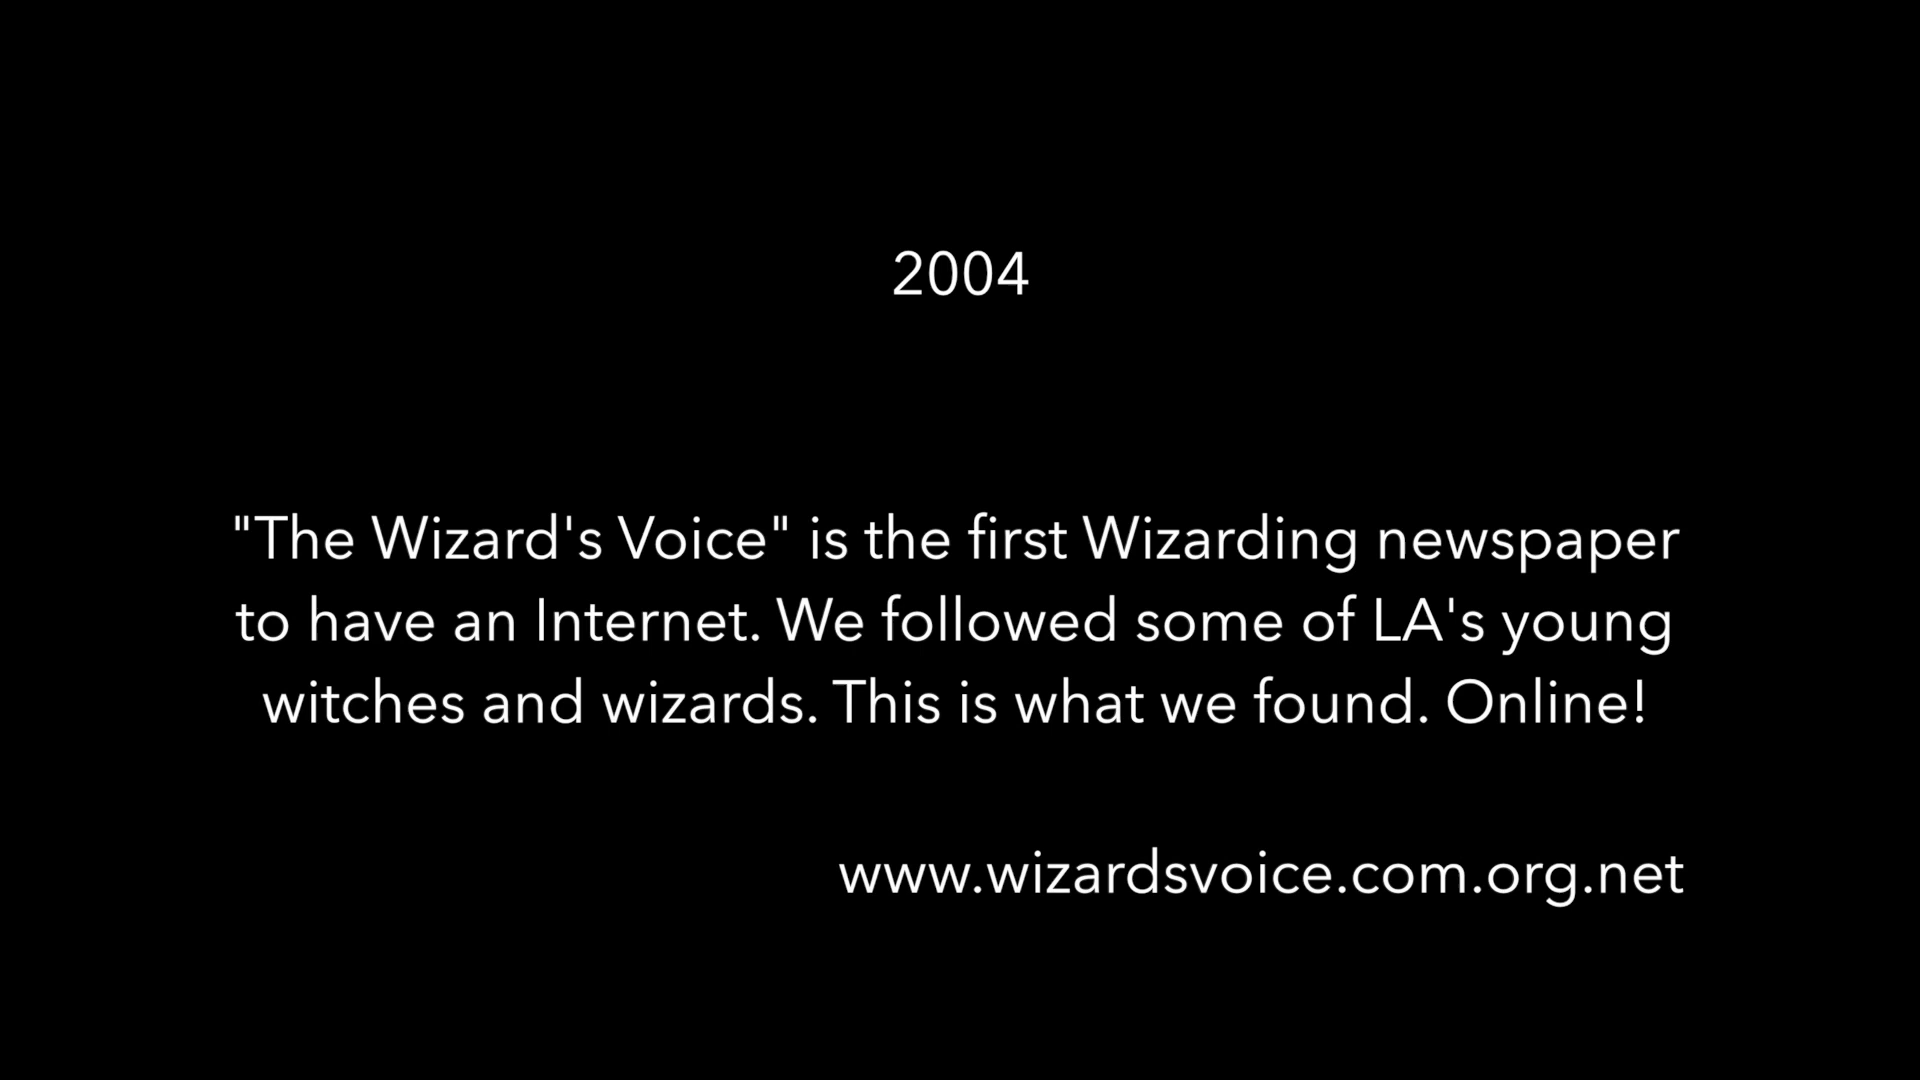 2004
"The Wizard's Voice" is the first Wizarding newspaper
to have an Internet. We followed some of LA's young
witches and wizards. This is what we found. Online!
www.wizardsvoice.com.org.net